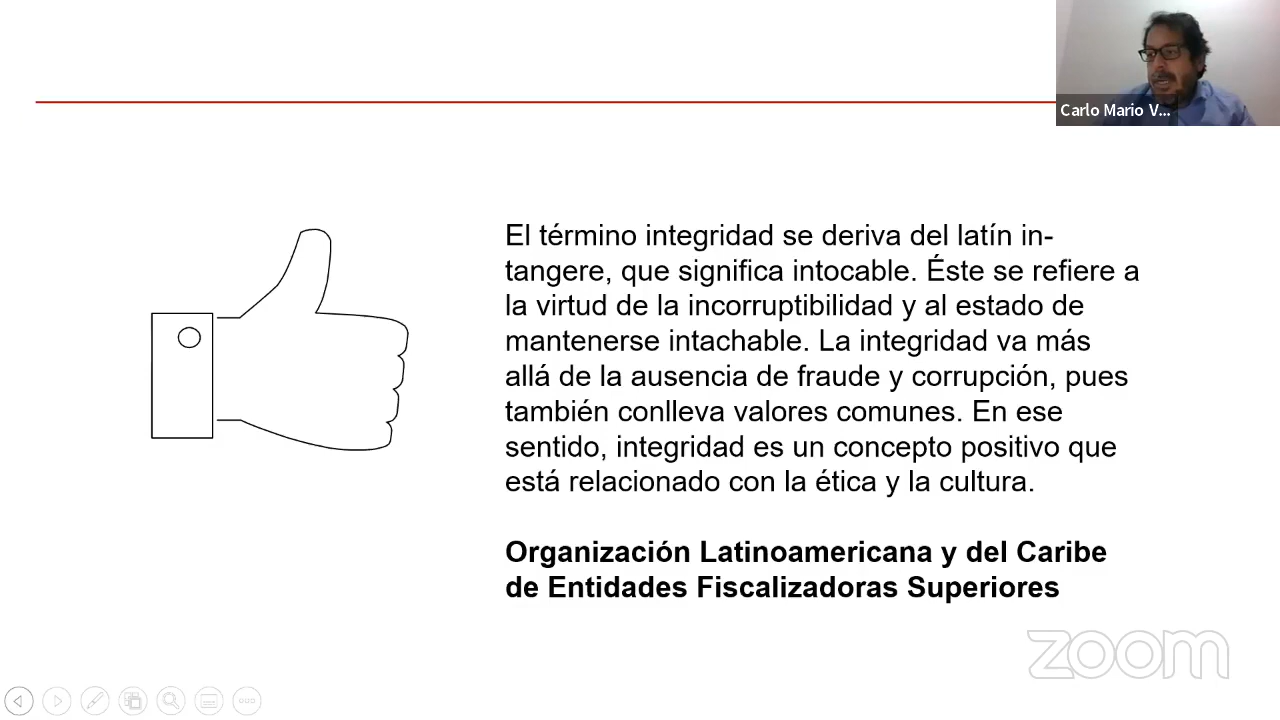 Carlo Mario V...
El término integridad se deriva del latín in-
tangere, que significa intocable. Éste se refiere a
la virtud de la incorruptibilidad y al estado de
mantenerse intachable. La integridad va más
allá de la ausencia de fraude y corrupción, pues
también conlleva valores comunes. En ese
sentido, integridad es un concepto positivo que
está relacionado con la ética y la cultura.
Organización Latinoamericana y del Caribe
de Entidades Fiscalizadoras Superiores
zoom